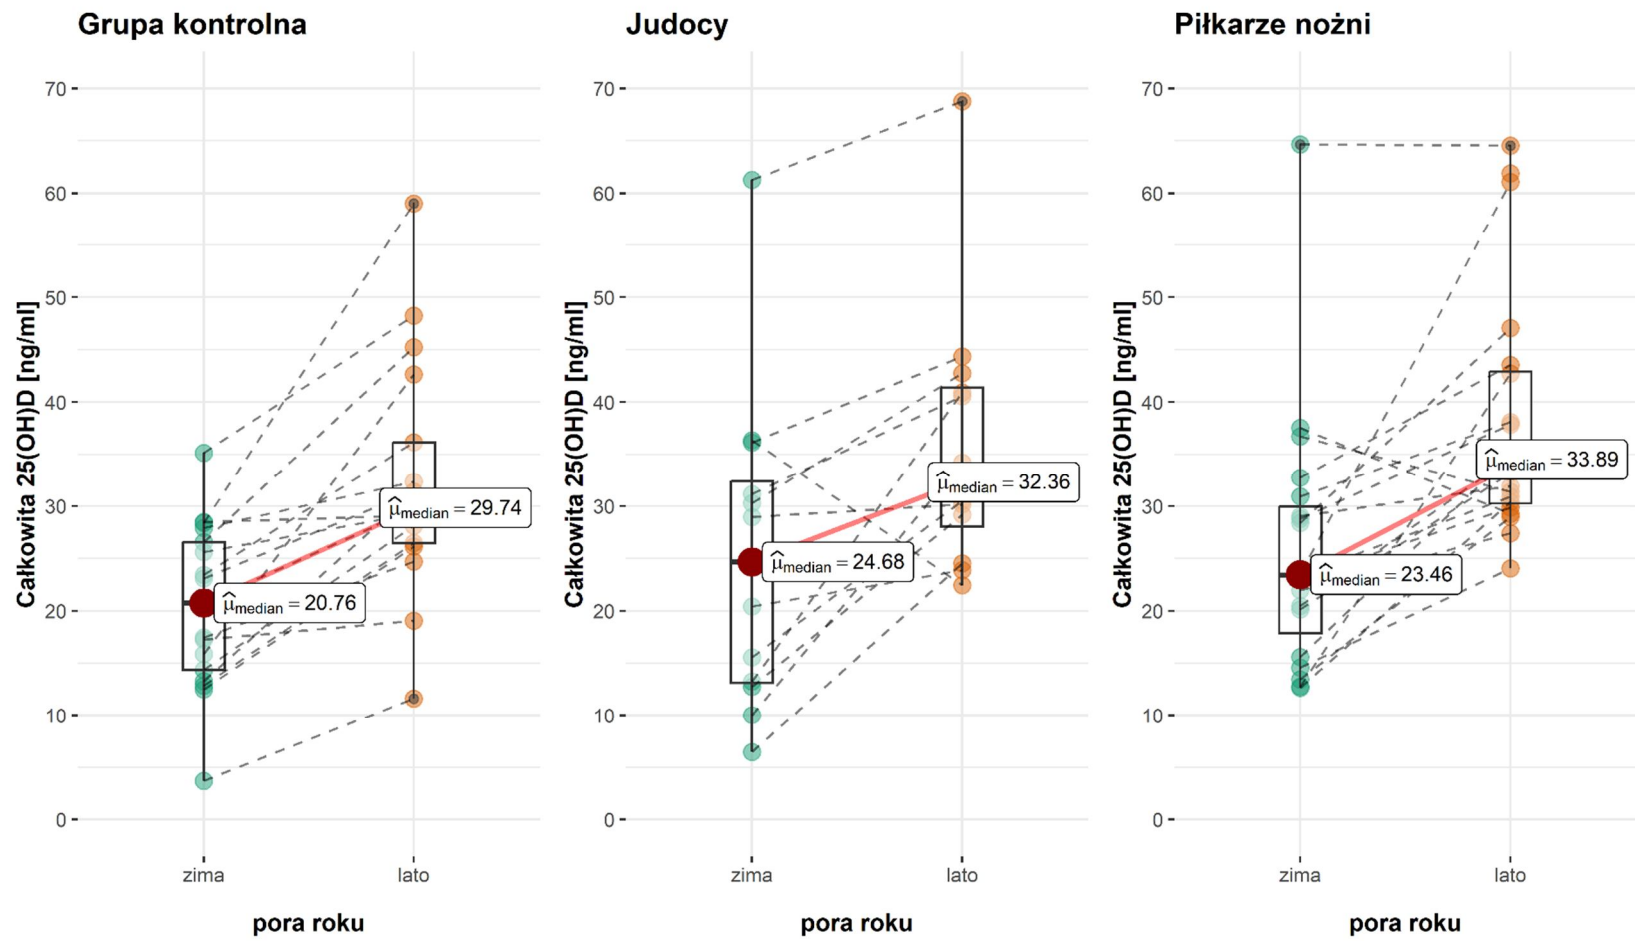 Grupa kontrolna
Całkowita 25(OH)D [ng/ml]
70
60
50
40
30
20
10
0
μ̂median = 20.76
μ̂median = 29.74
zima
lato
pora roku
Judocy
Całkowita 25(OH)D [ng/ml]
70
60
50
40
30
20
10
0
μ̂median = 24.68
μ̂median = 32.36
zima
lato
pora roku
Piłkarze nożni
Całkowita 25(OH)D [ng/ml]
70
60
50
40
30
20
10
0
μ̂median = 23.46
μ̂median = 33.89
zima
lato
pora roku